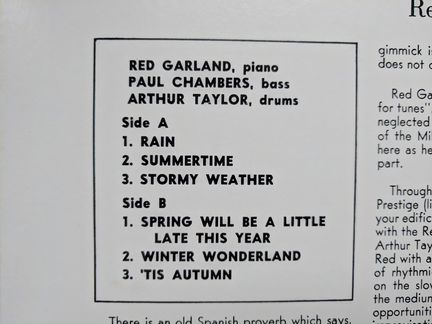 Re
RED GARLAND, piano
PAUL CHAMBERS, bass
ARTHUR TAYLOR, drums
Side A
1. RAIN
2. SUMMERTIME
3. STORMY WEATHER
Side B
1. SPRING WILL BE A LITTLE
LATE THIS YEAR
2. WINTER WONDERLAND
3. 'TIS AUTUMN
There is an old Spanish proverb which says,
gimmick i
does not c
Red Ga
for tunes"
neglected
of the Mi
here as he
part.
Through
Prestige (li
your edific
with the Re
Arthur Tay
Red with a
of rhythmi
on the slov
the medium
opportuniti